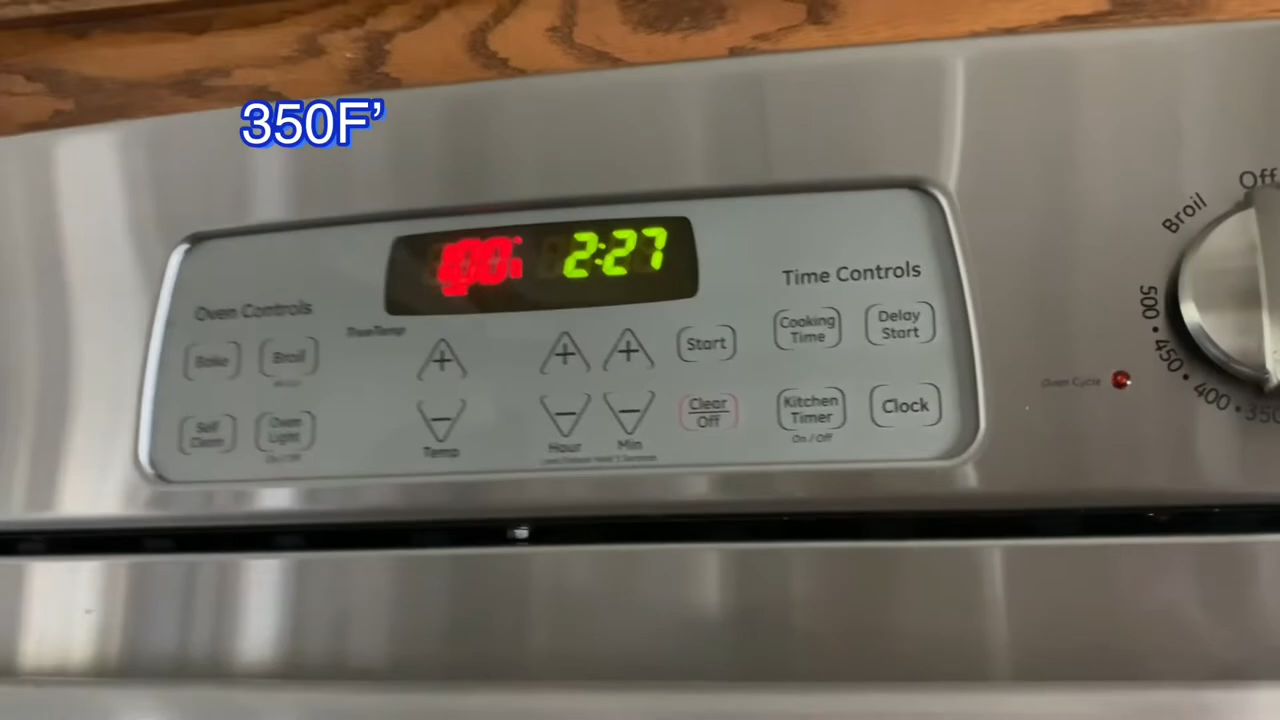 350F’
2:27
Oven Controls
Time Controls
TrueTemp
Bake
Broil
Self
Clean
Oven
Light
Temp
Hour
Min
Start
Clear
Off
Cooking
Time
Delay
Start
Kitchen
Timer
On / Off
Clock
Oven Cycle
Off
Broil
500 • 450 • 400 • 350